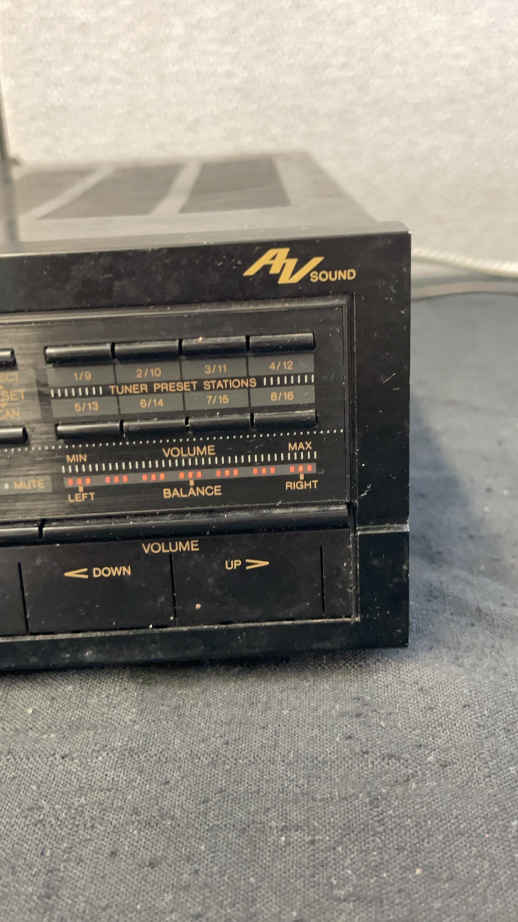 AV SOUND
1/9 2/10 3/11 4/12
TUNER PRESET STATIONS
5/13 6/14 7/15 8/16
MIN VOLUME MAX
MUTE
LEFT BALANCE RIGHT
VOLUME
< DOWN UP >